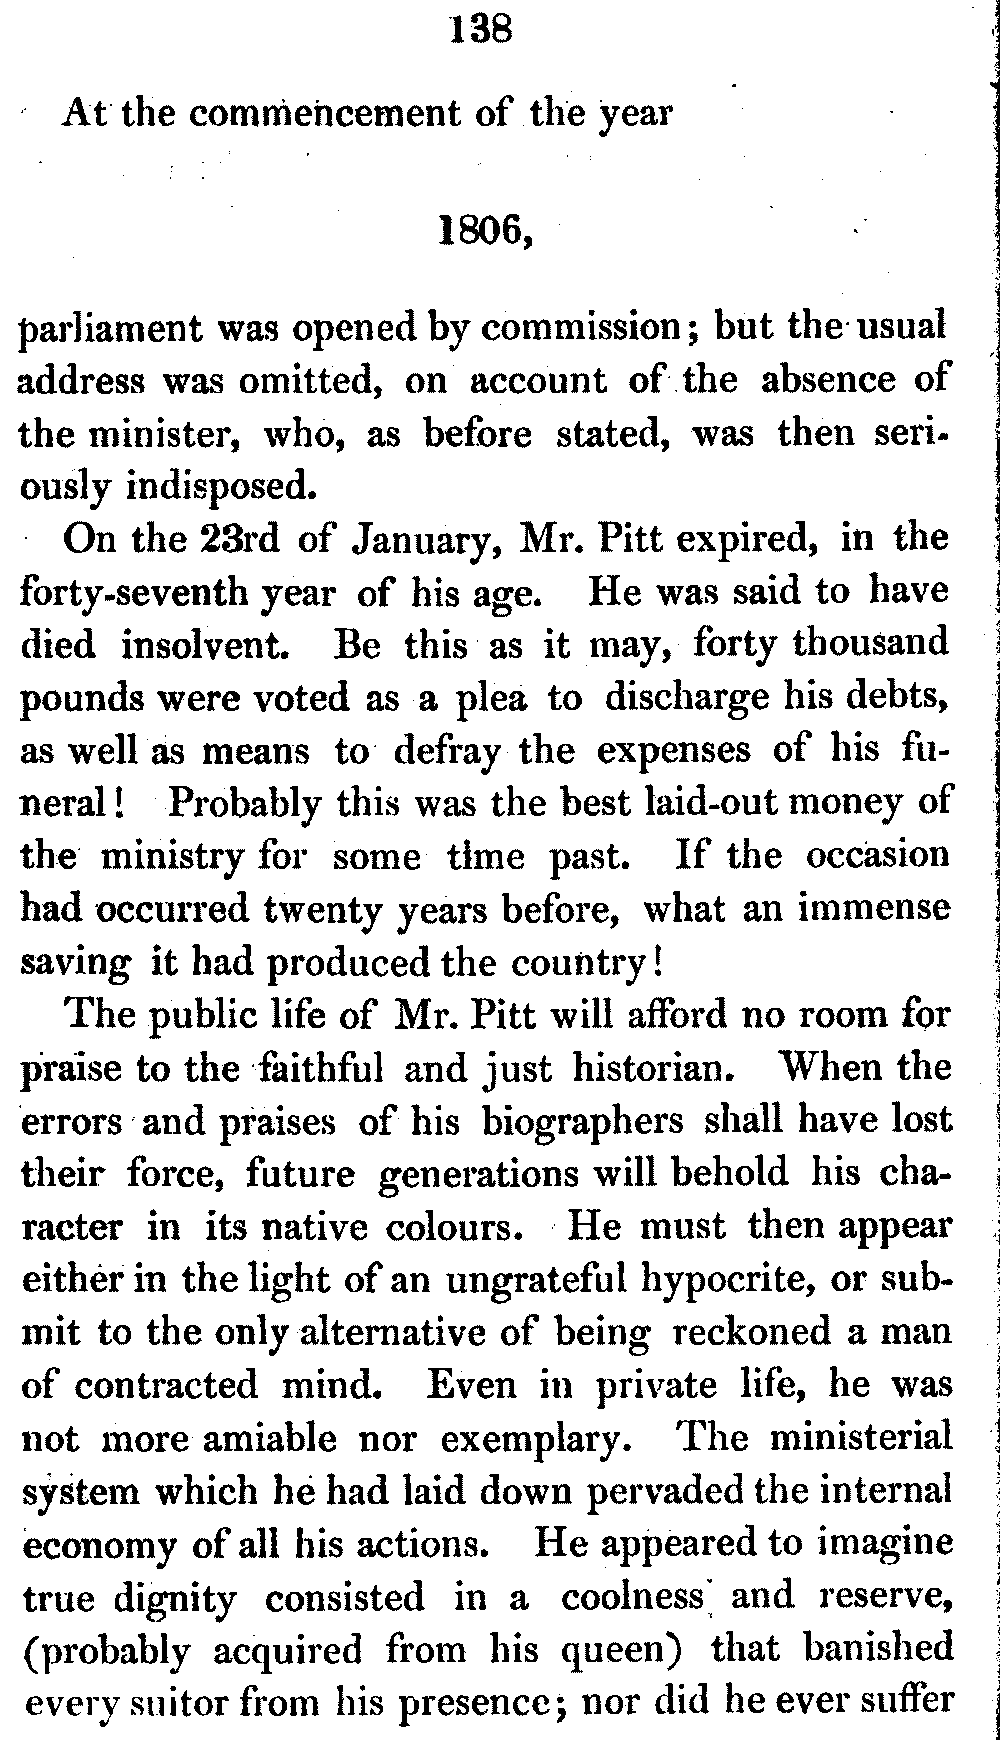 138
At the commencement of the year
1806,
parliament was opened by commission; but the usual
address was omitted, on account of the absence of
the minister, who, as before stated, was then seri-
ously indisposed.
On the 23rd of January, Mr. Pitt expired, in the
forty-seventh year of his age. He was said to have
died insolvent. Be this as it may, forty thousand
pounds were voted as a plea to discharge his debts,
as well as means to defray the expenses of his fu-
neral! Probably this was the best laid-out money of
the ministry for some time past. If the occasion
had occurred twenty years before, what an immense
saving it had produced the country!
The public life of Mr. Pitt will afford no room for
praise to the faithful and just historian. When the
errors and praises of his biographers shall have lost
their force, future generations will behold his cha-
racter in its native colours. He must then appear
either in the light of an ungrateful hypocrite, or sub-
mit to the only alternative of being reckoned a man
of contracted mind. Even in private life, he was
not more amiable nor exemplary. The ministerial
system which he had laid down pervaded the internal
economy of all his actions. He appeared to imagine
true dignity consisted in a coolness and reserve,
(probably acquired from his queen) that banished
every suitor from his presence; nor did he ever suffer